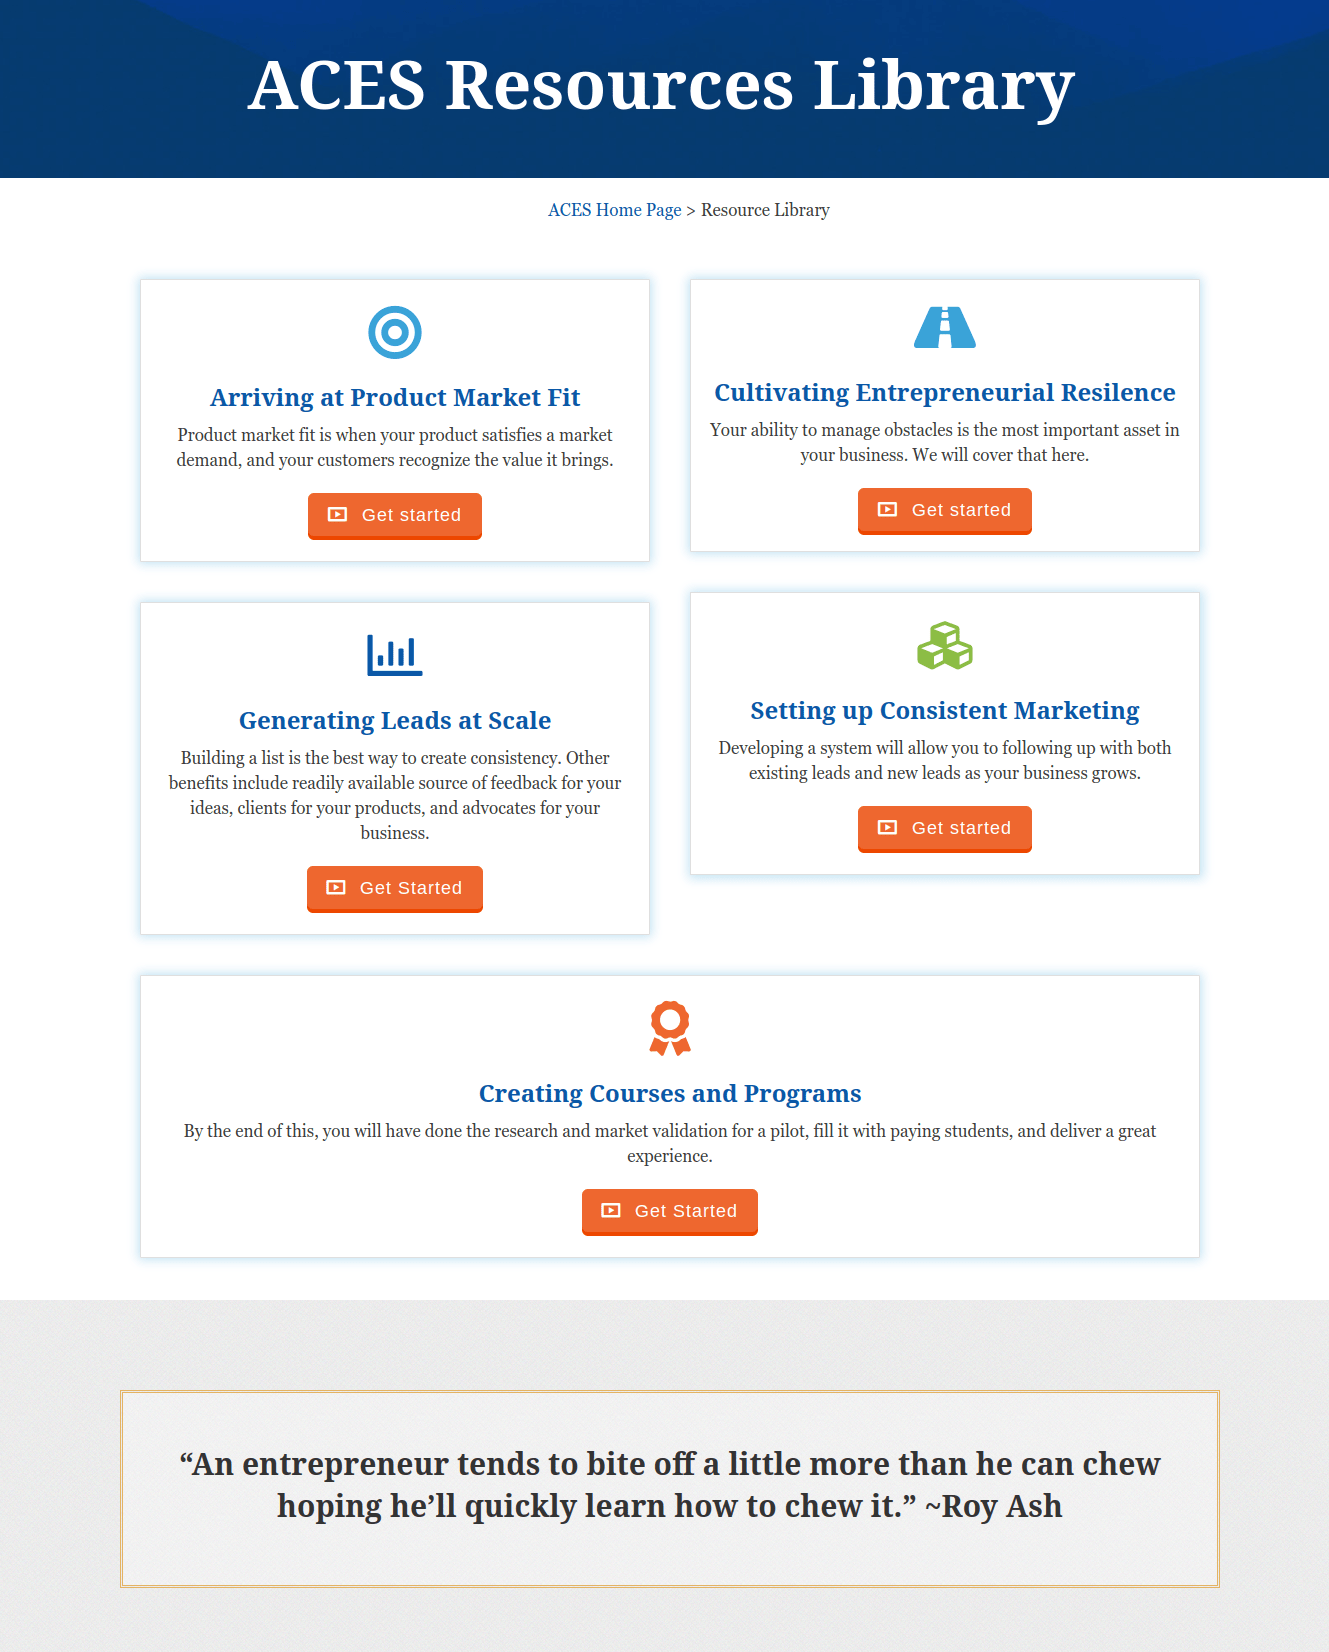 ACES Resources Library
ACES Home Page > Resource Library
Arriving at Product Market Fit
Product market fit is when your product satisfies a market
demand, and your customers recognize the value it brings.
Get started
Cultivating Entrepreneurial Resilence
Your ability to manage obstacles is the most important asset in
your business. We will cover that here.
Get started
Generating Leads at Scale
Building a list is the best way to create consistency. Other
benefits include readily available source of feedback for your
ideas, clients for your products, and advocates for your
business.
Get Started
Setting up Consistent Marketing
Developing a system will allow you to following up with both
existing leads and new leads as your business grows.
Get started
Creating Courses and Programs
By the end of this, you will have done the research and market validation for a pilot, fill it with paying students, and deliver a great
experience.
Get Started
“An entrepreneur tends to bite off a little more than he can chew
hoping he’ll quickly learn how to chew it.” ~Roy Ash